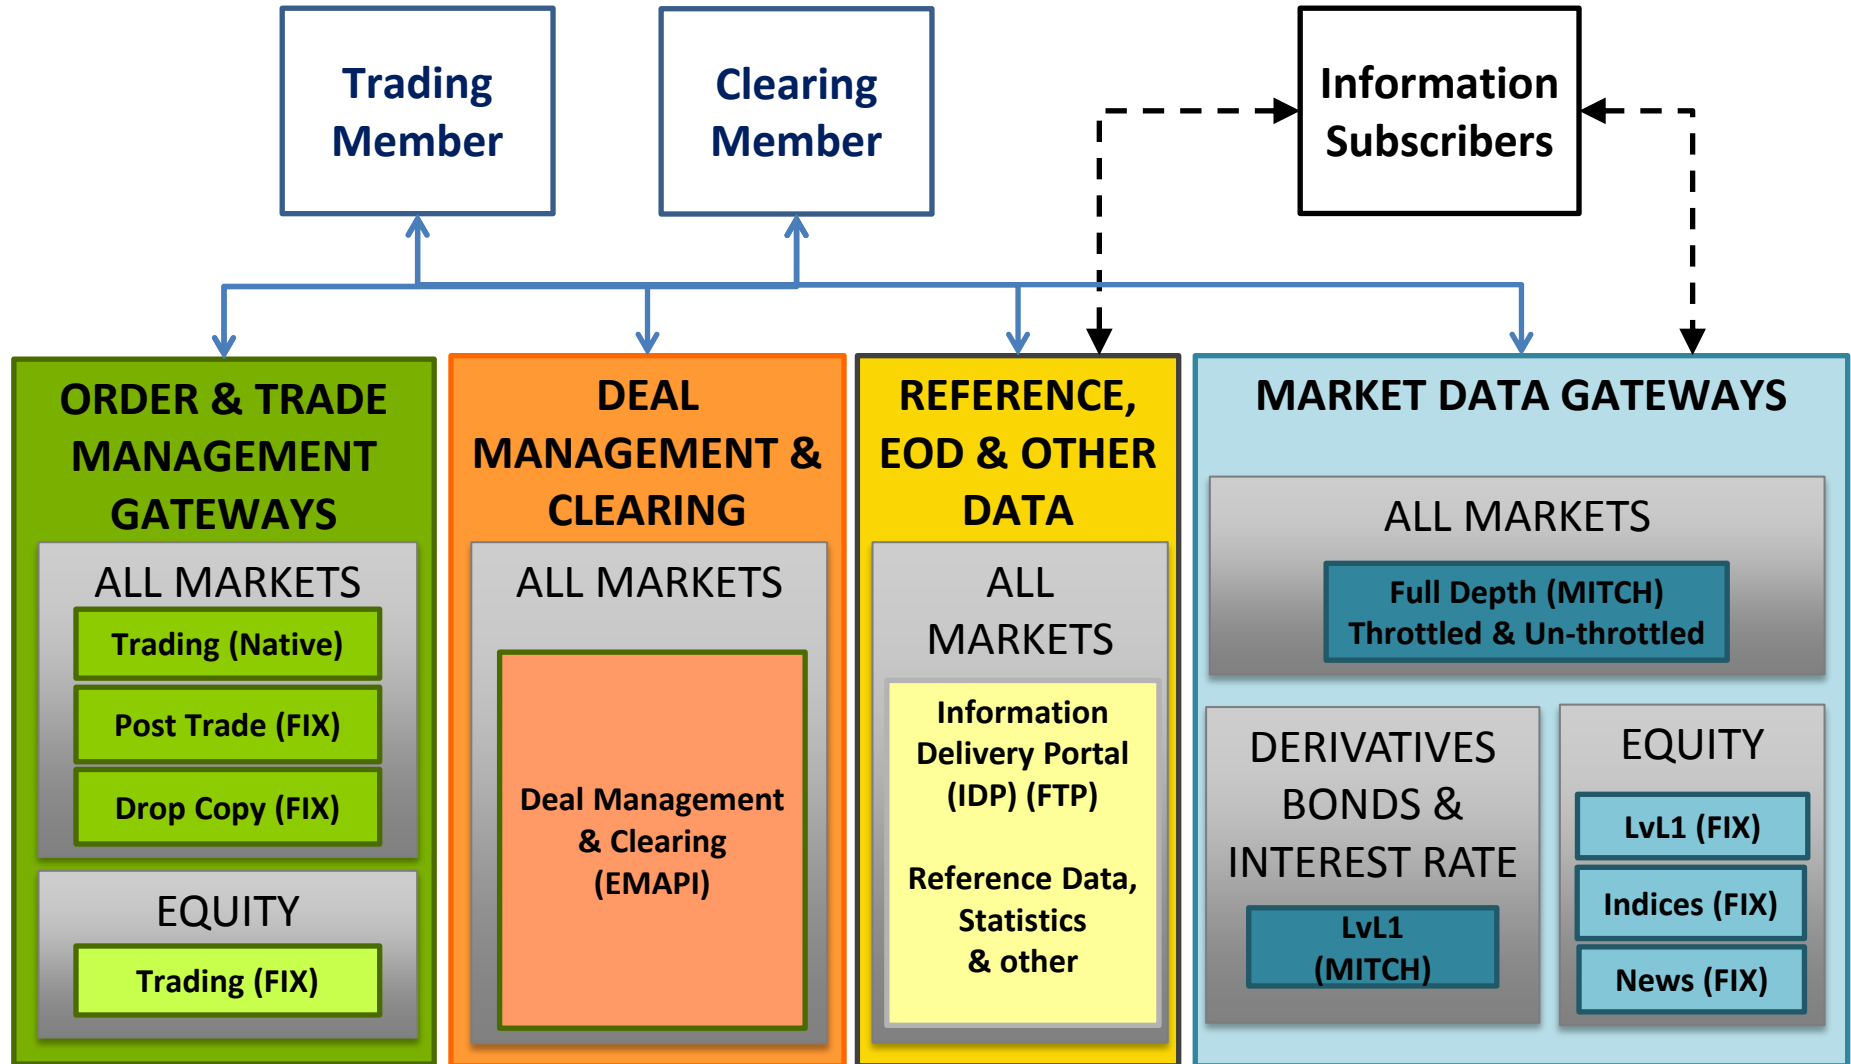 Trading
Member
Clearing
Member
Information
Subscribers
ORDER & TRADE
MANAGEMENT
GATEWAYS
ALL MARKETS
Trading (Native)
Post Trade (FIX)
Drop Copy (FIX)
EQUITY
Trading (FIX)
DEAL
MANAGEMENT &
CLEARING
ALL MARKETS
Deal Management
& Clearing
(EMAPI)
REFERENCE,
EOD & OTHER
DATA
ALL
MARKETS
Information
Delivery Portal
(IDP) (FTP)
Reference Data,
Statistics
& other
MARKET DATA GATEWAYS
ALL MARKETS
Full Depth (MITCH)
Throttled & Un-throttled
DERIVATIVES
BONDS &
INTEREST RATE
LvL1
(MITCH)
EQUITY
LvL1 (FIX)
Indices (FIX)
News (FIX)